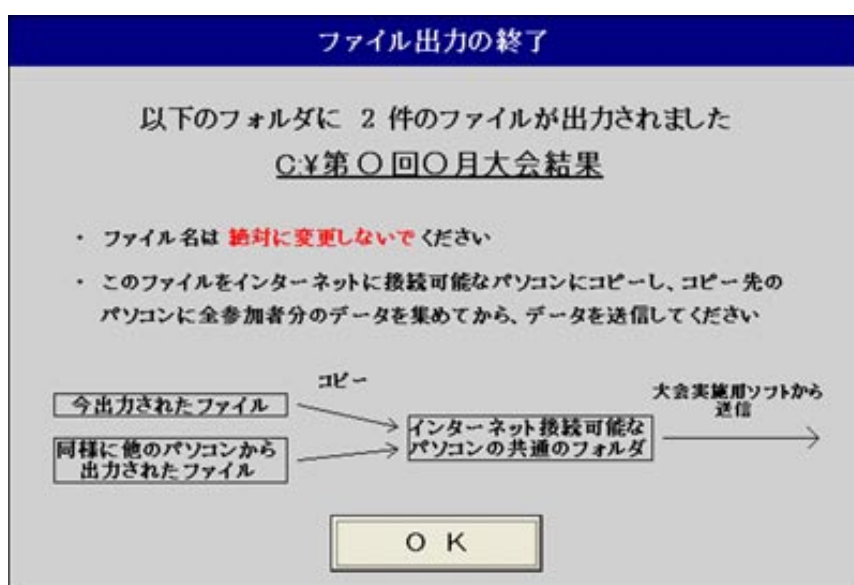 ファイル出力の終了
以下のフォルダに 2 件のファイルが出力されました
C:¥第〇回〇月大会結果
・ ファイル名は 絶対に変更しないでください
・ このファイルをインターネットに接続可能なパソコンにコピーし、コピー先の
パソコンに全参加者分のデータを集めてから、データを送信してください
コピー
大会実施用ソフトから
送信
今出力されたファイル
インターネット接続可能な
パソコンの共通のフォルダ
同様に他のパソコンから
出力されたファイル
OK